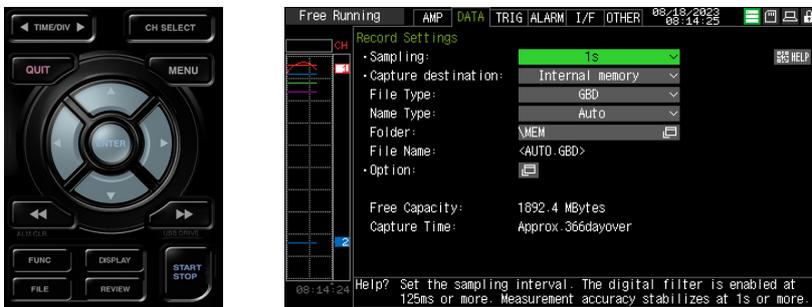 TIME/DIV
CH SELECT
QUIT
MENU
ENTER
ALM CLR
USB DRIVE
FUNC
DISPLAY
START
STOP
FILE
REVIEW
Free Running
AMP DATA TRIG ALARM I/F OTHER
08/18/2023
08:14:25
CH
1
2
08:14:24
Record Settings
•Sampling: 1s
HELP
•Capture destination: Internal memory
File Type: GBD
Name Type: Auto
Folder: \MEM
File Name: <AUTO.GBD>
•Option:
Free Capacity: 1892.4 MBytes
Capture Time: Approx.366dayover
Help? Set the sampling interval. The digital filter is enabled at
125ms or more. Measurement accuracy stabilizes at 1s or more